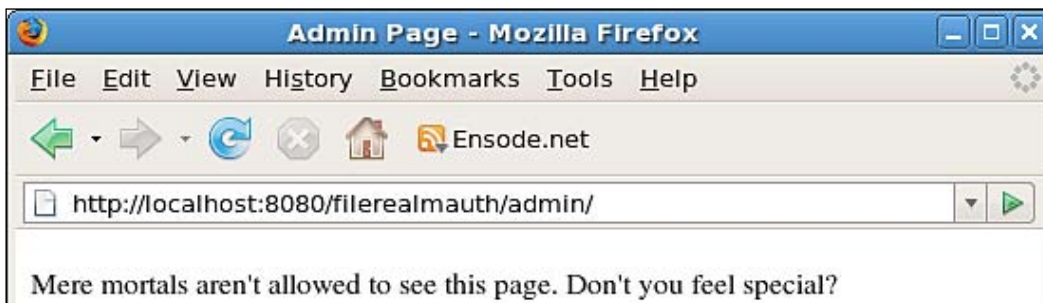 Admin Page - Mozilla Firefox
File Edit View History Bookmarks Tools Help
Ensode.net
http://localhost:8080/filerealmauth/admin/
Mere mortals aren't allowed to see this page. Don't you feel special?